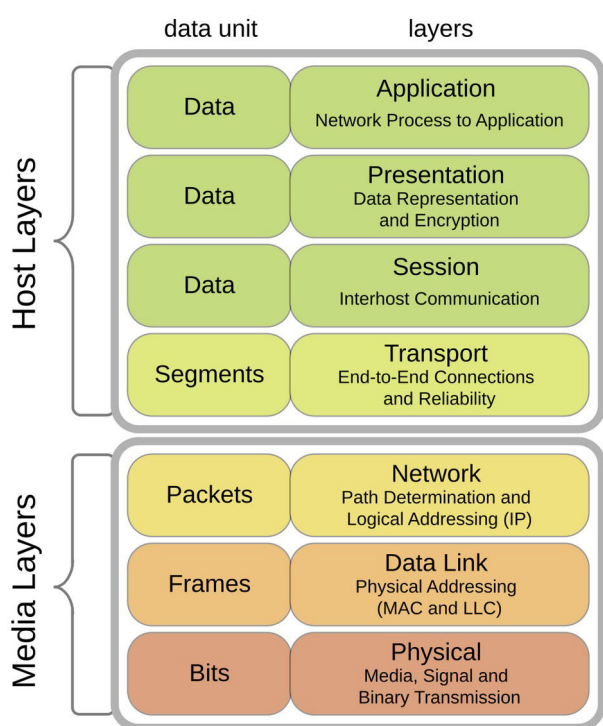 data unit layers
Host Layers
Data
Application
Network Process to Application
Data
Presentation
Data Representation
and Encryption
Data
Session
Interhost Communication
Segments
Transport
End-to-End Connections
and Reliability
Media Layers
Packets
Network
Path Determination and
Logical Addressing (IP)
Frames
Data Link
Physical Addressing
(MAC and LLC)
Bits
Physical
Media, Signal and
Binary Transmission